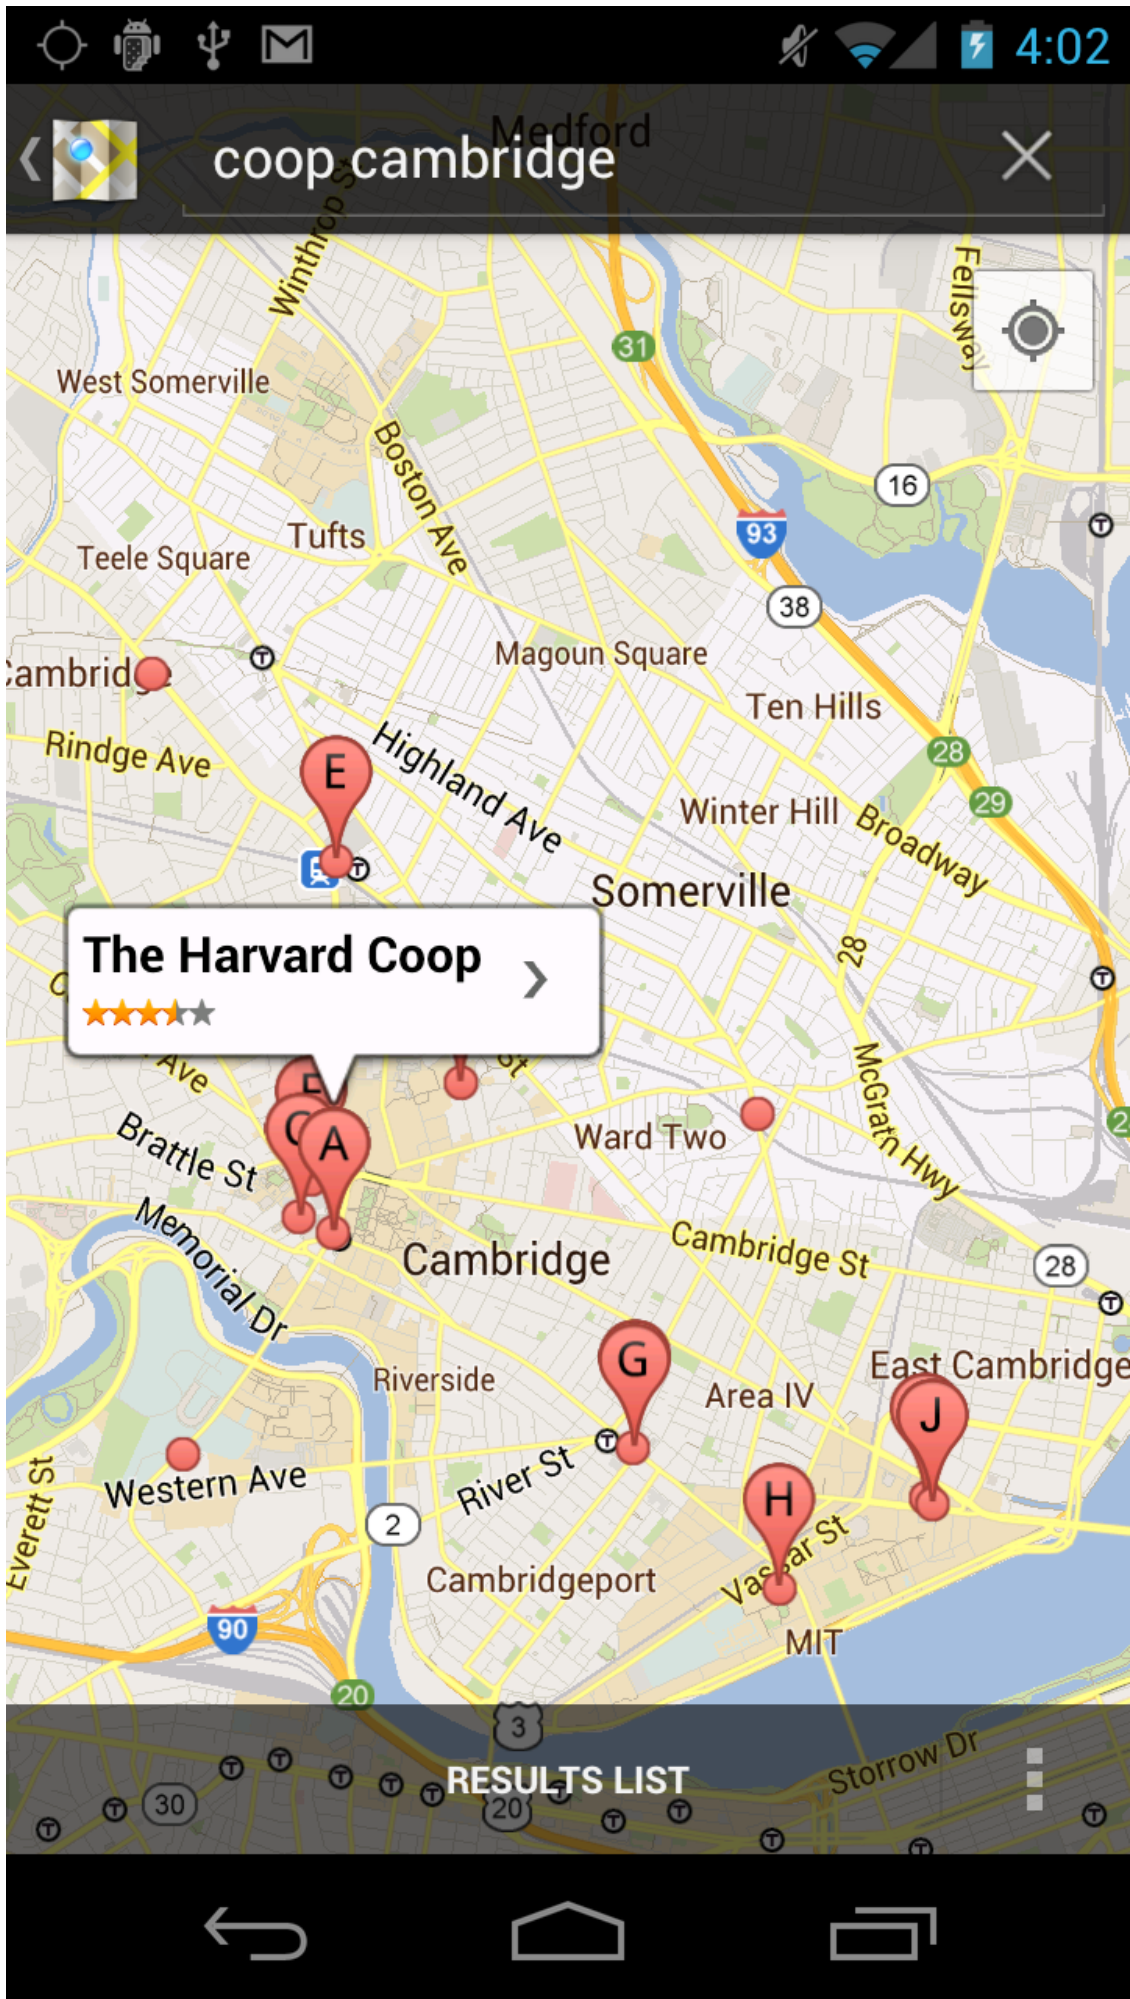 4:02
Medford
coop cambridge
Winthrop St
Fellsway
31
West Somerville
Boston Ave
16
Tufts
93
Teele Square
38
Magoun Square
Ten Hills
Rindge Ave
Highland Ave
28
E
29
Winter Hill
Broadway
Somerville
28
The Harvard Coop
Ave
St
McGrath Hwy
Brattle St
Ward Two
A
Memorial Dr
Cambridge St
Cambridge
28
G
East Cambridge
Riverside
Area IV
J
Everett St
Western Ave
River St
H
2
Vassar St
Cambridgeport
90
MIT
20
3
Storrow Dr
RESULTS LIST
30
20